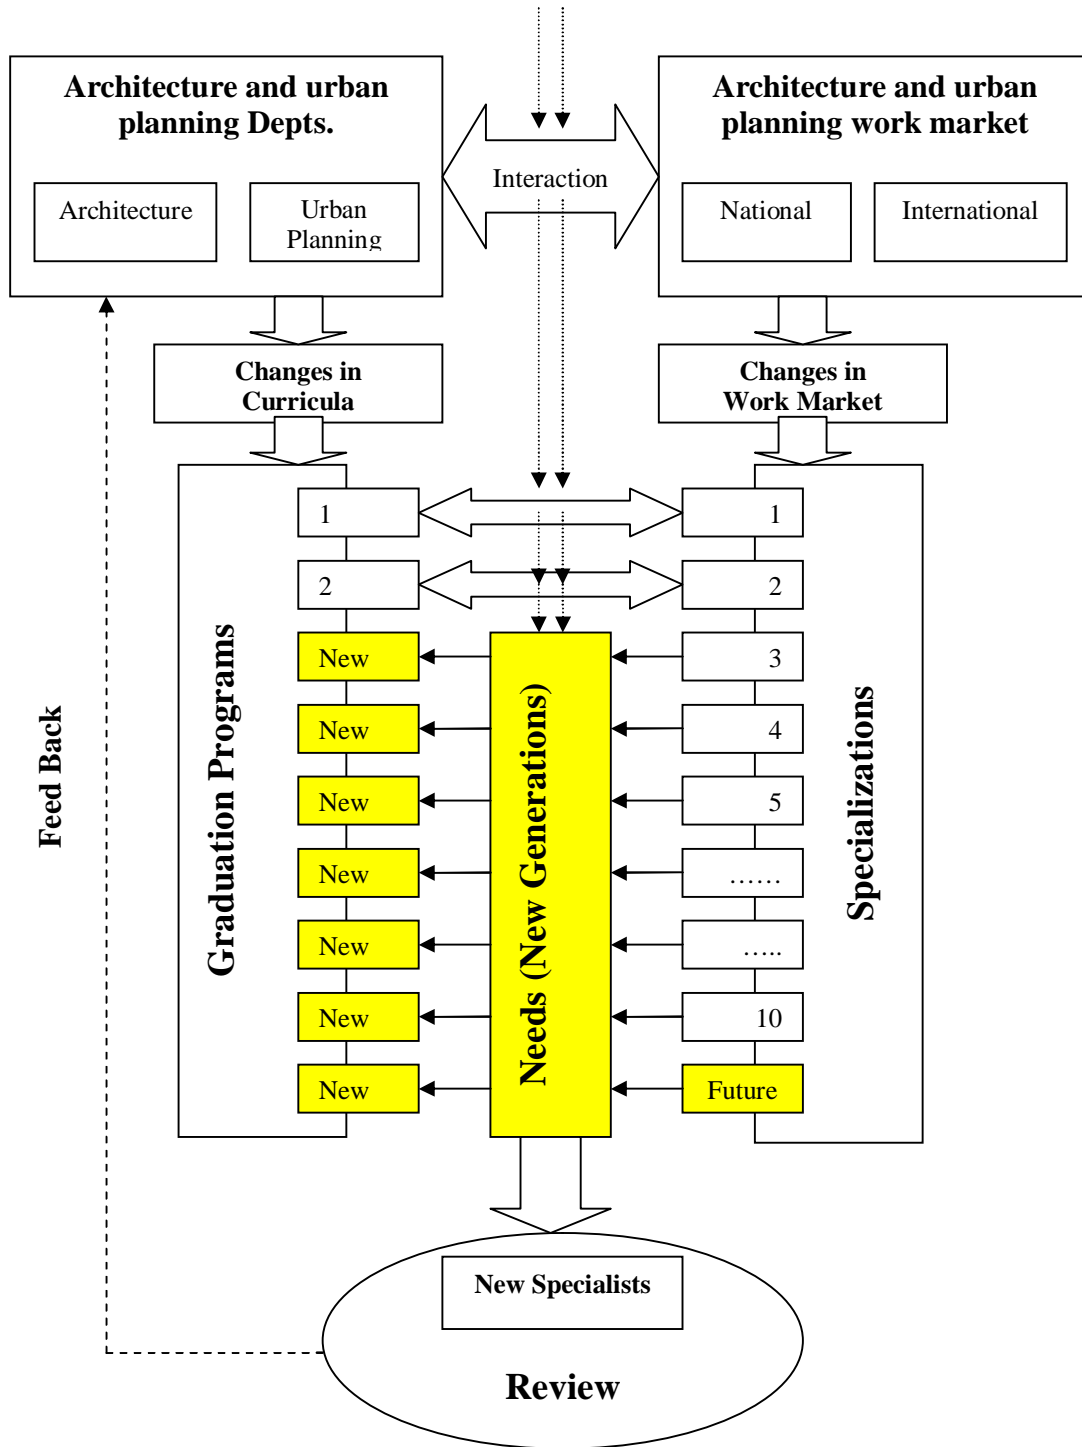 Architecture and urban
planning Depts.
Architecture
Urban
Planning
Interaction
Architecture and urban
planning work market
National
International
Changes in
Curricula
Changes in
Work Market
Feed Back
Graduation Programs
1
2
New
New
New
New
New
New
New
Needs (New Generations)
1
2
3
4
5
……
…..
10
Future
Specializations
New Specialists
Review